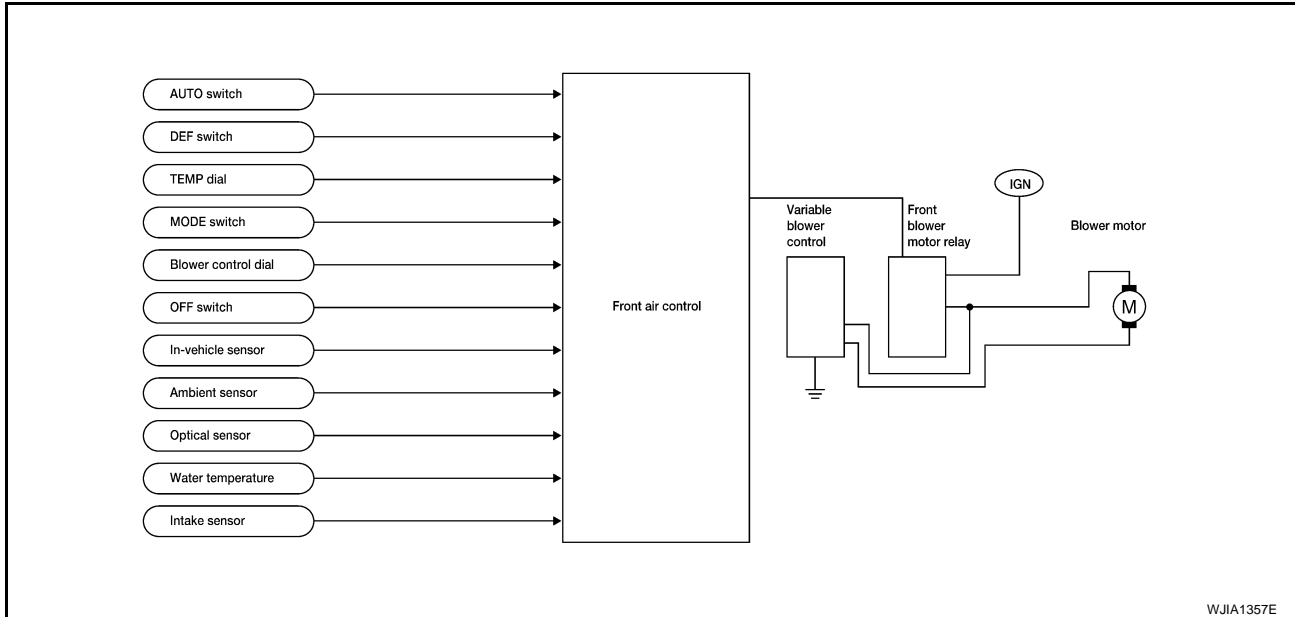 AUTO switch
DEF switch
TEMP dial
MODE switch
Blower control dial
OFF switch
In-vehicle sensor
Ambient sensor
Optical sensor
Water temperature
Intake sensor
Front air control
Variable
blower
control
Front
blower
motor relay
IGN
Blower motor
M
WJIA1357E